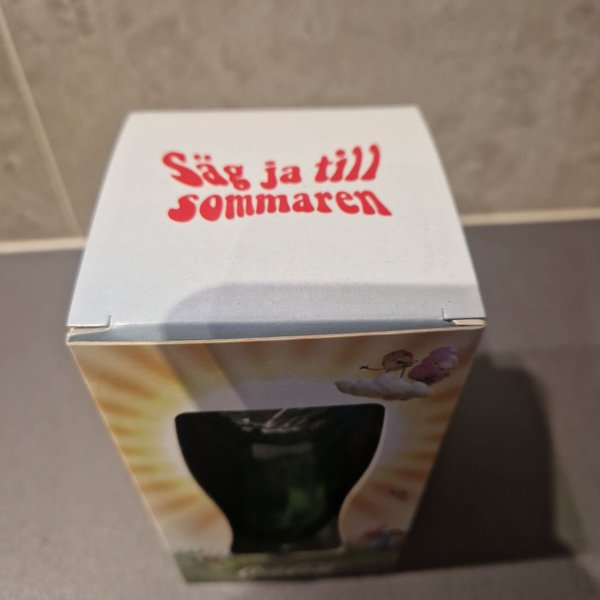 Säg ja till
sommaren